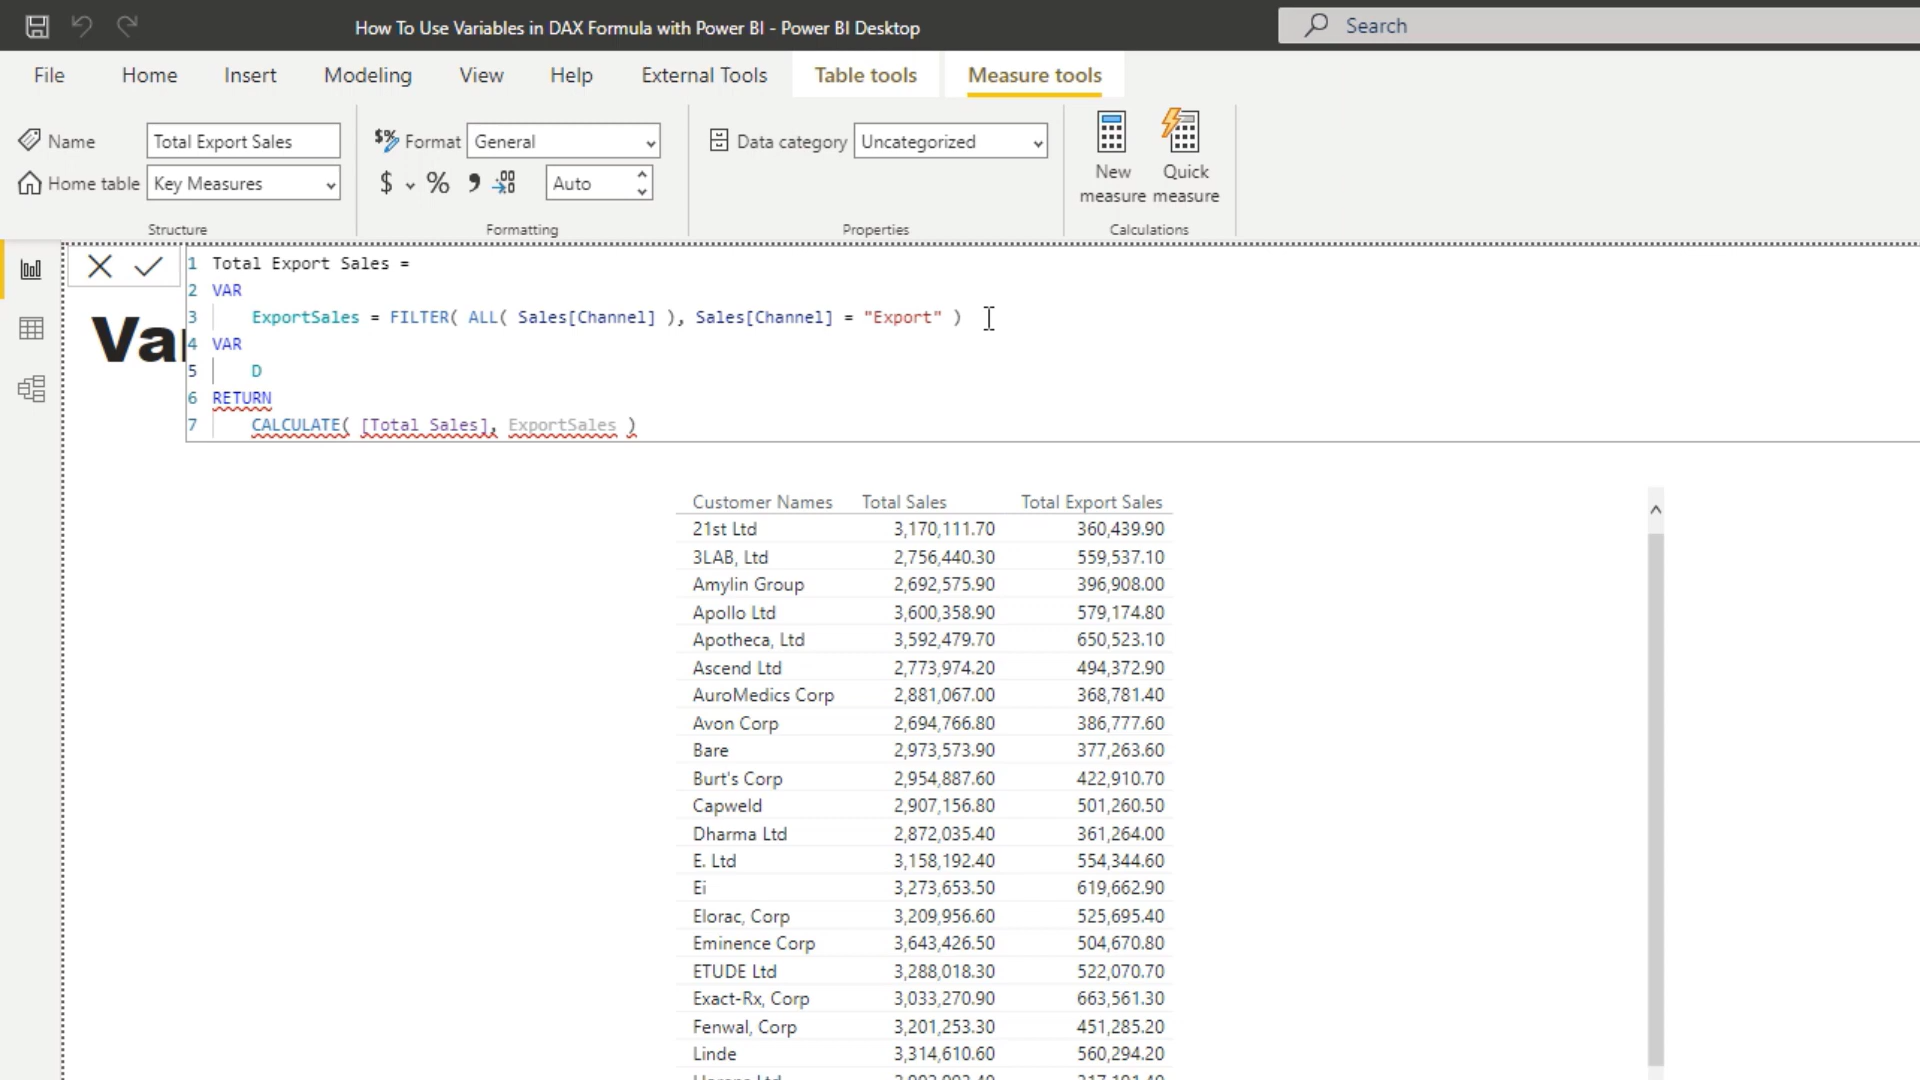 How To Use Variables in DAX Formula with Power BI - Power BI Desktop
Search
File Home Insert Modeling View Help External Tools Table tools Measure tools
Name Total Export Sales
Format General
Data category Uncategorized
New measure
Quick measure
Home table Key Measures
$ % Auto
Structure Formatting Properties Calculations
1 Total Export Sales =
2 VAR
3 ExportSales = FILTER( ALL( Sales[Channel] ), Sales[Channel] = "Export" )
4 VAR
5 D
6 RETURN
7 CALCULATE( [Total Sales], ExportSales )
Customer Names Total Sales Total Export Sales
21st Ltd 3,170,111.70 360,439.90
3LAB, Ltd 2,756,440.30 559,537.10
Amylin Group 2,692,575.90 396,908.00
Apollo Ltd 3,600,358.90 579,174.80
Apotheca, Ltd 3,592,479.70 650,523.10
Ascend Ltd 2,773,974.20 494,372.90
AuroMedics Corp 2,881,067.00 368,781.40
Avon Corp 2,694,766.80 386,777.60
Bare 2,973,573.90 377,263.60
Burt's Corp 2,954,887.60 422,910.70
Capweld 2,907,156.80 501,260.50
Dharma Ltd 2,872,035.40 361,264.00
E. Ltd 3,158,192.40 554,344.60
Ei 3,273,653.50 619,662.90
Elorac, Corp 3,209,956.60 525,695.40
Eminence Corp 3,643,426.50 504,670.80
ETUDE Ltd 3,288,018.30 522,070.70
Exact-Rx, Corp 3,033,270.90 663,561.30
Fenwal, Corp 3,201,253.30 451,285.20
Linde 3,314,610.60 560,294.20